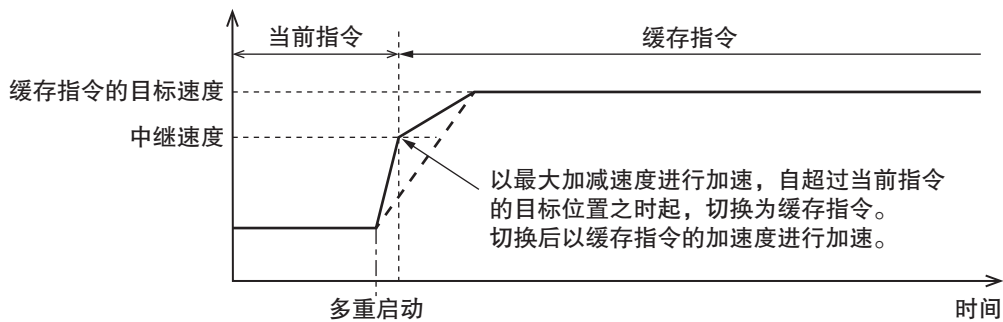 当前指令
缓存指令
缓存指令的目标速度
中继速度
以最大加减速度进行加速，自超过当前指令
的目标位置之时起，切换为缓存指令。
切换后以缓存指令的加速度进行加速。
多重启动
时间